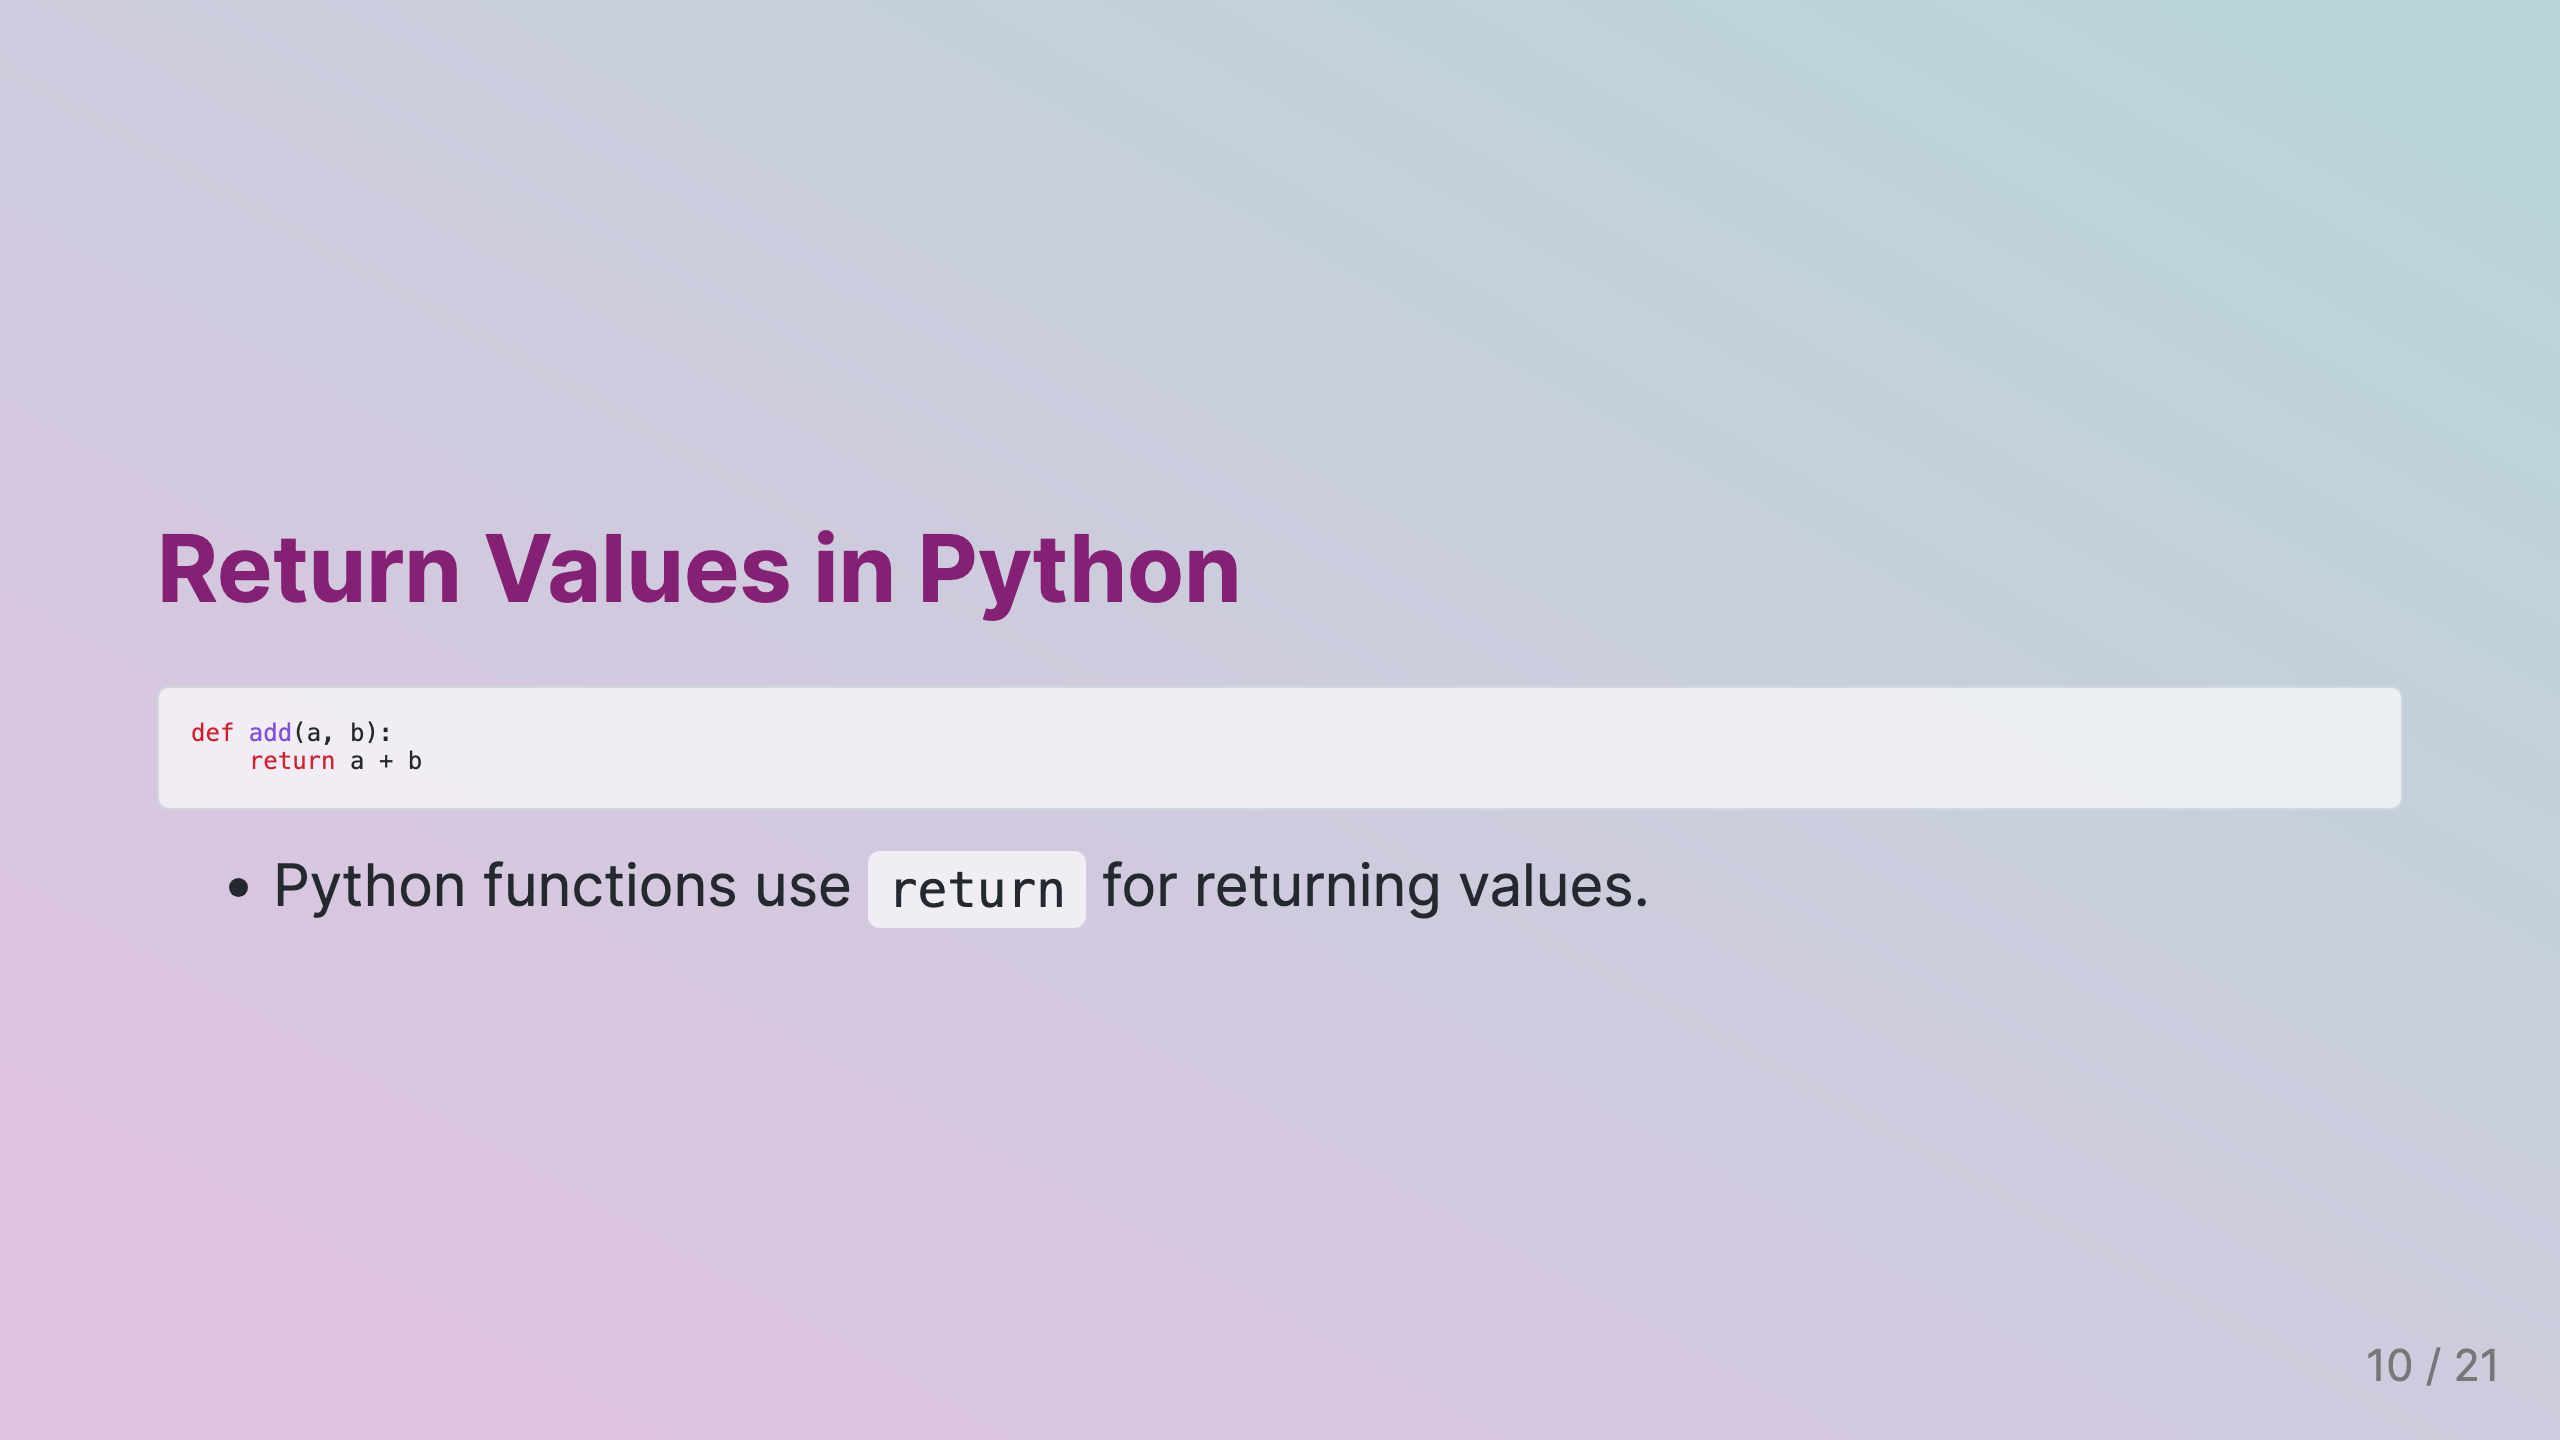 Return Values in Python
def add(a, b):
    return a + b
• Python functions use return for returning values.
10 / 21